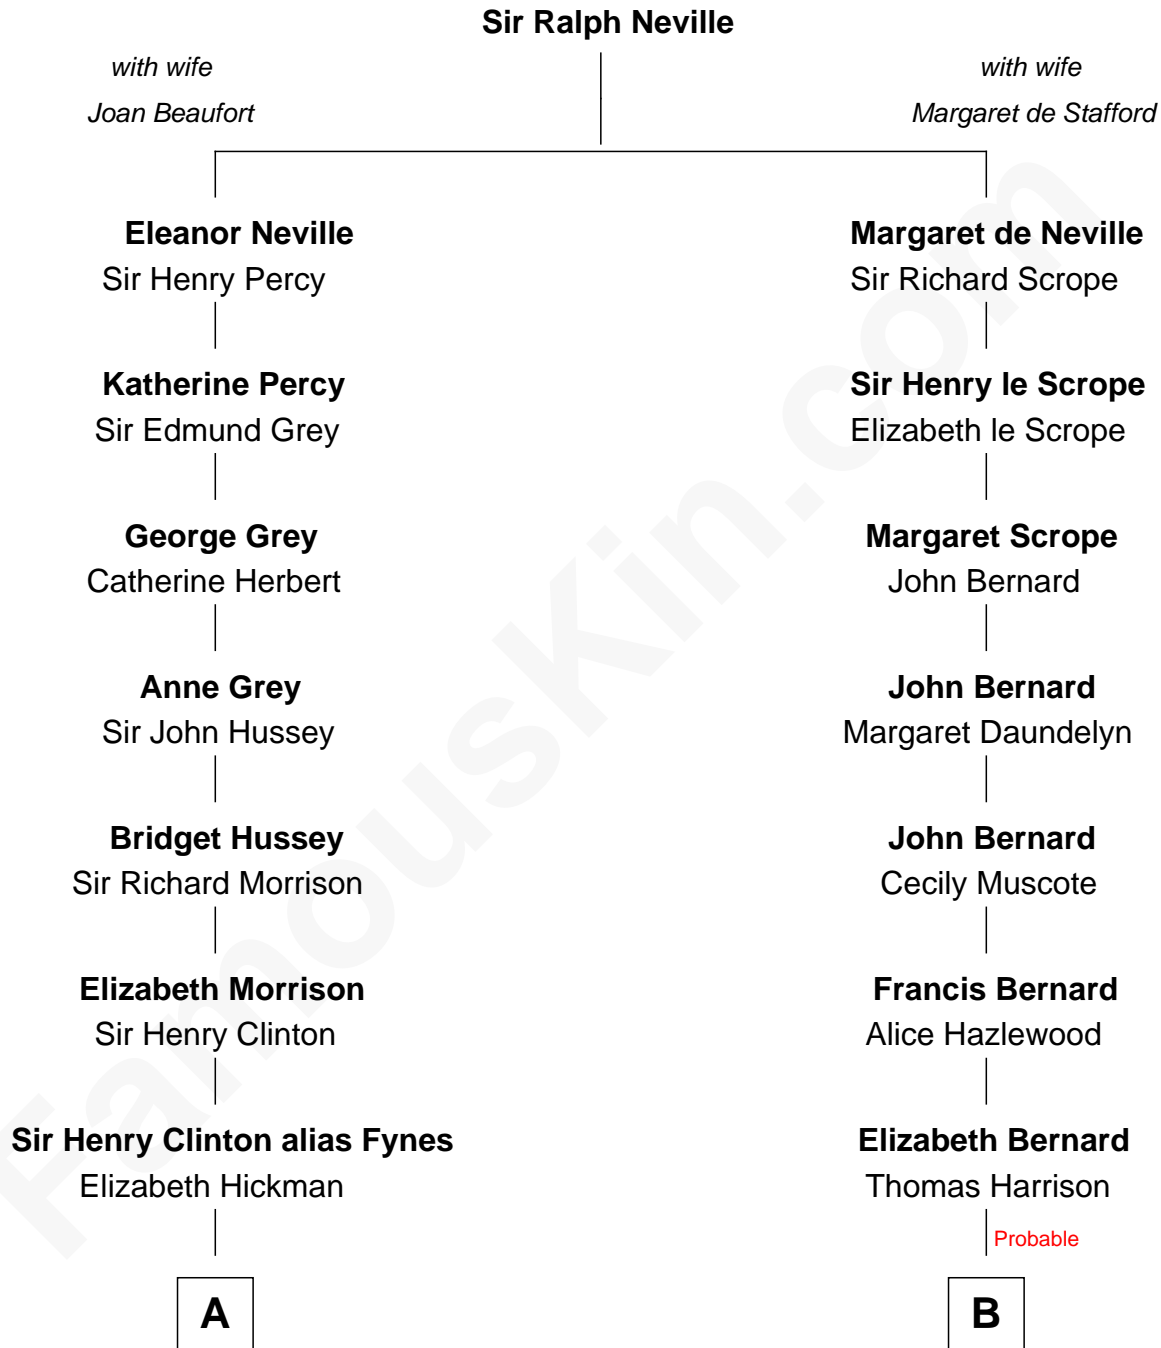 Sir Ralph Neville
with wife
Joan Beaufort
with wife
Margaret de Stafford
Eleanor Neville
Sir Henry Percy
Margaret de Neville
Sir Richard Scrope
Katherine Percy
Sir Edmund Grey
Sir Henry le Scrope
Elizabeth le Scrope
George Grey
Catherine Herbert
Margaret Scrope
John Bernard
Anne Grey
Sir John Hussey
John Bernard
Margaret Daundelyn
Bridget Hussey
Sir Richard Morrison
John Bernard
Cecily Muscote
Elizabeth Morrison
Sir Henry Clinton
Francis Bernard
Alice Hazlewood
Sir Henry Clinton alias Fynes
Elizabeth Hickman
Elizabeth Bernard
Thomas Harrison
Probable
A
B
FamousKin.com